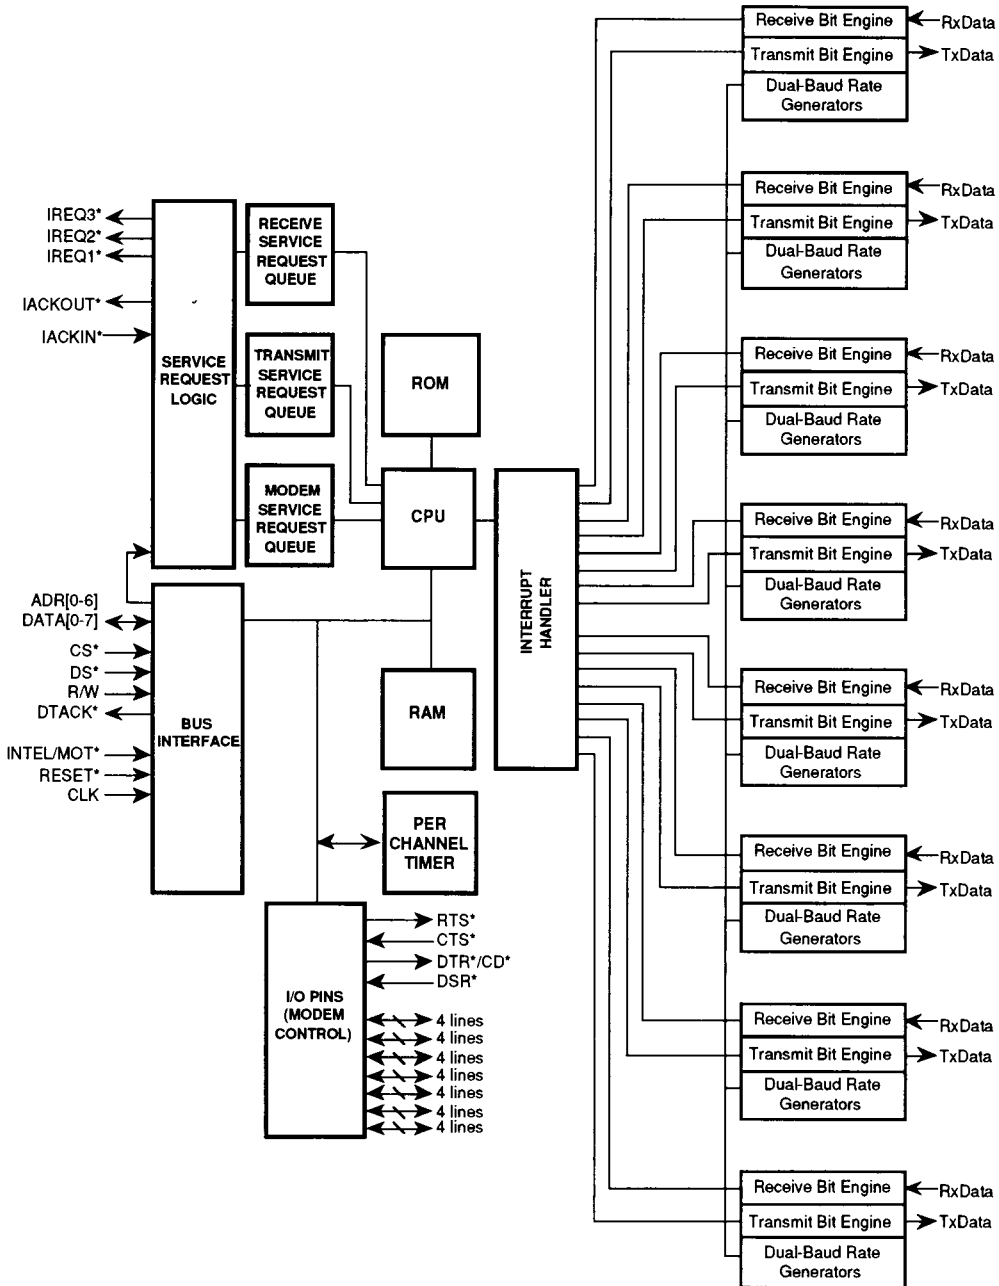 IREQ3*
IREQ2*
IREQ1*
IACKOUT*
IACKIN*
SERVICE
REQUEST
LOGIC
RECEIVE
SERVICE
REQUEST
QUEUE
TRANSMIT
SERVICE
REQUEST
QUEUE
MODEM
SERVICE
REQUEST
QUEUE
ROM
CPU
RAM
INTERRUPT
HANDLER
ADR[0-6]
DATA[0-7]
CS*
DS*
R/W
DTACK*
INTEL/MOT*
RESET*
CLK
BUS
INTERFACE
PER
CHANNEL
TIMER
I/O PINS
(MODEM
CONTROL)
RTS*
CTS*
DTR*/CD*
DSR*
4 lines
4 lines
4 lines
4 lines
4 lines
4 lines
4 lines
Receive Bit Engine
RxData
Transmit Bit Engine
TxData
Dual-Baud Rate
Generators
Receive Bit Engine
RxData
Transmit Bit Engine
TxData
Dual-Baud Rate
Generators
Receive Bit Engine
RxData
Transmit Bit Engine
TxData
Dual-Baud Rate
Generators
Receive Bit Engine
RxData
Transmit Bit Engine
TxData
Dual-Baud Rate
Generators
Receive Bit Engine
RxData
Transmit Bit Engine
TxData
Dual-Baud Rate
Generators
Receive Bit Engine
RxData
Transmit Bit Engine
TxData
Dual-Baud Rate
Generators
Receive Bit Engine
RxData
Transmit Bit Engine
TxData
Dual-Baud Rate
Generators
Receive Bit Engine
RxData
Transmit Bit Engine
TxData
Dual-Baud Rate
Generators